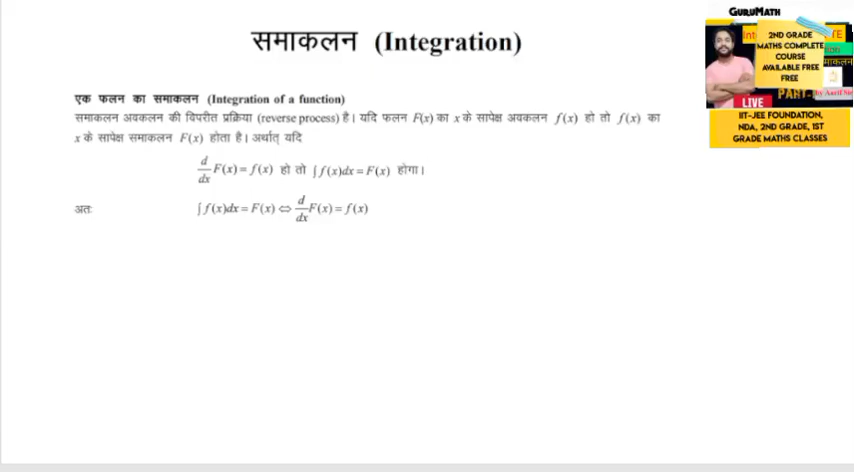 समाकलन (Integration)
एक फलन का समाकलन (Integration of a function)
समाकलन अवकलन की विपरीत प्रक्रिया (reverse process) है। यदि फलन F(x) का x के सापेक्ष अवकलन f(x) हो तो f(x) का
x के सापेक्ष समाकलन F(x) होता है। अर्थात् यदि
d/dx F(x) = f(x) हो तो ∫ f(x)dx = F(x) होगा।
अतः ∫ f(x)dx = F(x) ⇔ d/dx F(x) = f(x)
GURUMATH
2ND GRADE
MATHS COMPLETE
COURSE
AVAILABLE FREE
FREE
PART-
LIVE
IIT-JEE FOUNDATION,
NDA, 2ND GRADE, 1ST
GRADE MATHS CLASSES